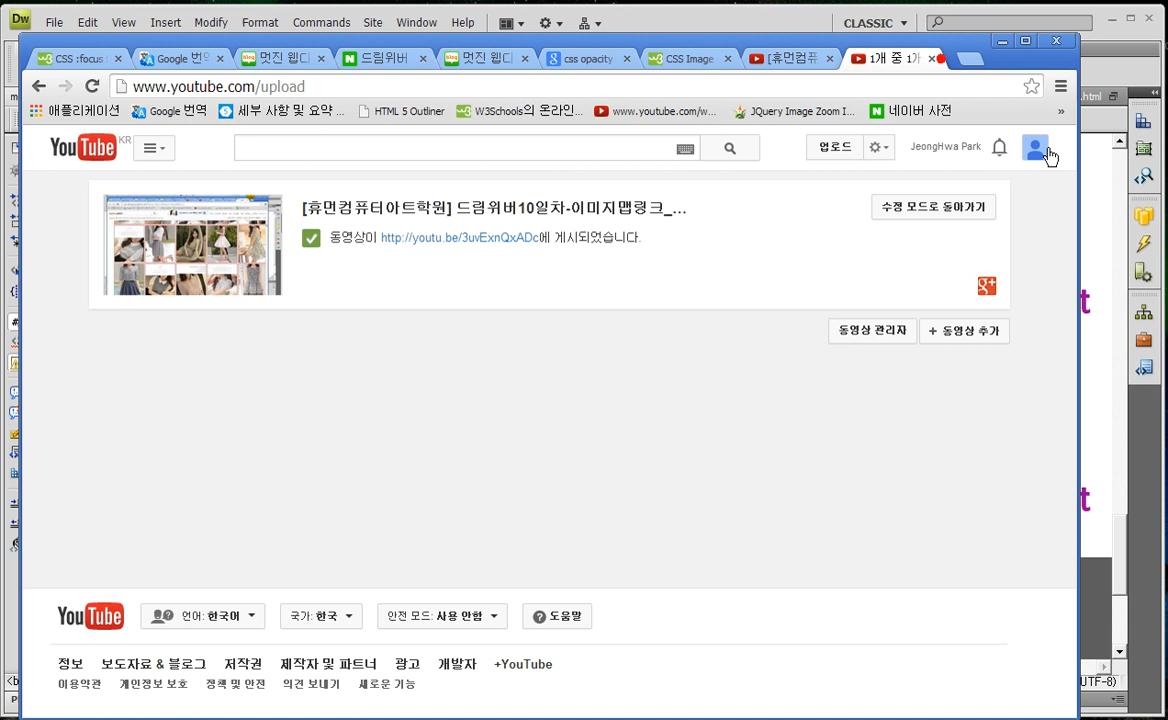 Dw File Edit View Insert Modify Format Commands Site Window Help CLASSIC
CSS :focus Google 번역 멋진 웹디 드림위버 멋진 웹디 css opacity CSS Image [휴먼컴퓨 1개 중 1개
www.youtube.com/upload
애플리케이션 Google 번역 세부 사항 및 요약 ... HTML 5 Outliner W3Schools의 온라인... www.youtube.com/w... JQuery Image Zoom I... 네이버 사전 »
.html
YouTube KR 업로드 JeongHwa Park
[휴먼컴퓨터아트학원] 드림위버10일차-이미지맵링크_... 수정 모드로 돌아가기
동영상이 http://youtu.be/3uvExnQxADc에 게시되었습니다.
g+
동영상 관리자 + 동영상 추가
t
t
YouTube 언어: 한국어 국가: 한국 안전 모드: 사용 안함 도움말
정보 보도자료 & 블로그 저작권 제작자 및 파트너 광고 개발자 +YouTube
이용약관 개인정보 보호 정책 및 안전 의견 보내기 새로운 기능
<b UTF-8)
P